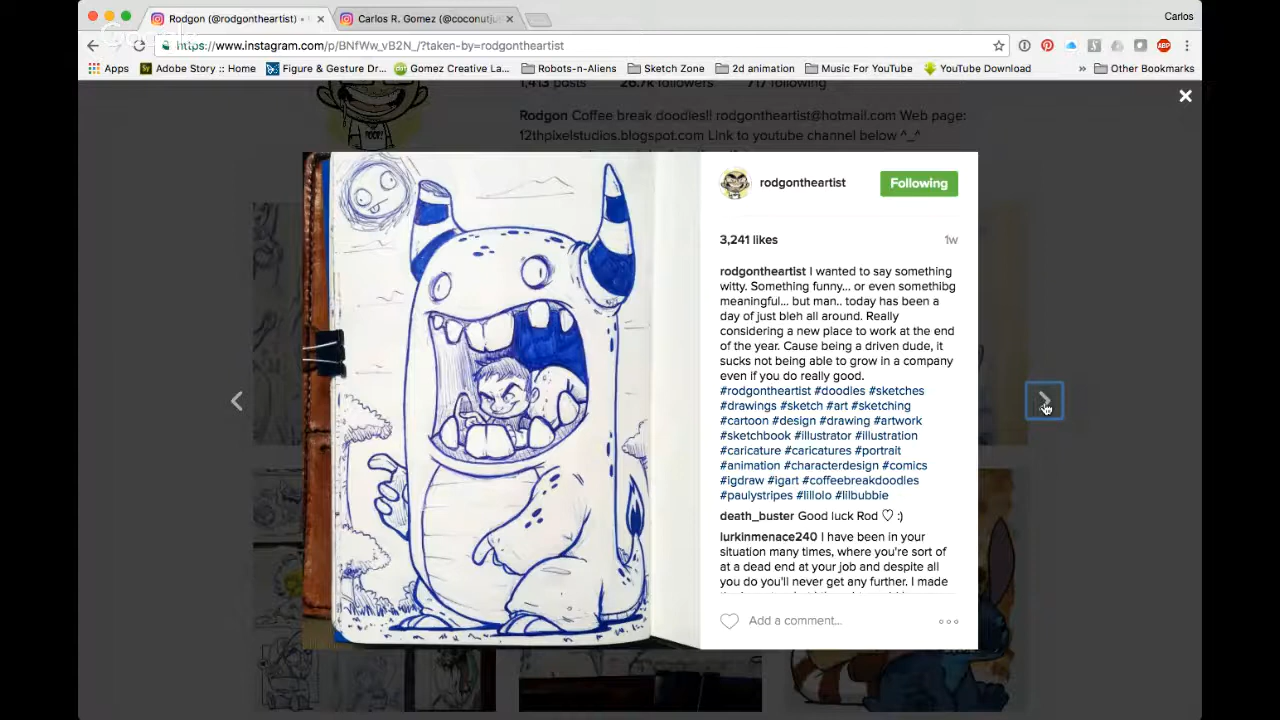 Rodgon (@rodgontheartist) •
Carlos R. Gomez (@coconutju
Carlos
https://www.instagram.com/p/BNfWw_vB2N_/?taken-by=rodgontheartist
Apps
Adobe Story :: Home
Figure & Gesture Dr...
Gomez Creative La...
Robots-n-Aliens
Sketch Zone
2d animation
Music For YouTube
YouTube Download
» Other Bookmarks
1,413 posts 26.7k followers 717 following
Rodgon Coffee break doodles!! rodgontheartist@hotmail.com Web page:
12thpixelstudios.blogspot.com Link to youtube channel below ^_^
rodgontheartist
Following
3,241 likes
1w
rodgontheartist I wanted to say something
witty. Something funny... or even somethibg
meaningful... but man.. today has been a
day of just bleh all around. Really
considering a new place to work at the end
of the year. Cause being a driven dude, it
sucks not being able to grow in a company
even if you do really good.
#rodgontheartist #doodles #sketches
#drawings #sketch #art #sketching
#cartoon #design #drawing #artwork
#sketchbook #illustrator #illustration
#caricature #caricatures #portrait
#animation #characterdesign #comics
#igdraw #igart #coffeebreakdoodles
#paulystripes #lillolo #lilbubbie
death_buster Good luck Rod ♡ :)
lurkinmenace240 I have been in your
situation many times, where you're sort of
at a dead end at your job and despite all
you do you'll never get any further. I made
Add a comment...